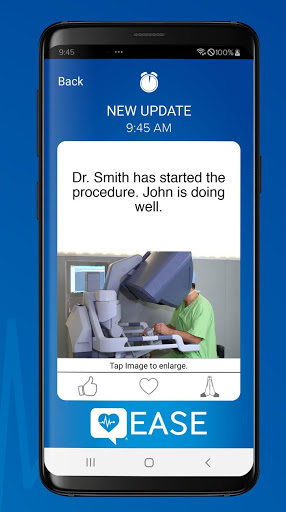 9:45
100%
Back
NEW UPDATE
9:45 AM
Dr. Smith has started the
procedure. John is doing
well.
Tap Image to enlarge.
EASE